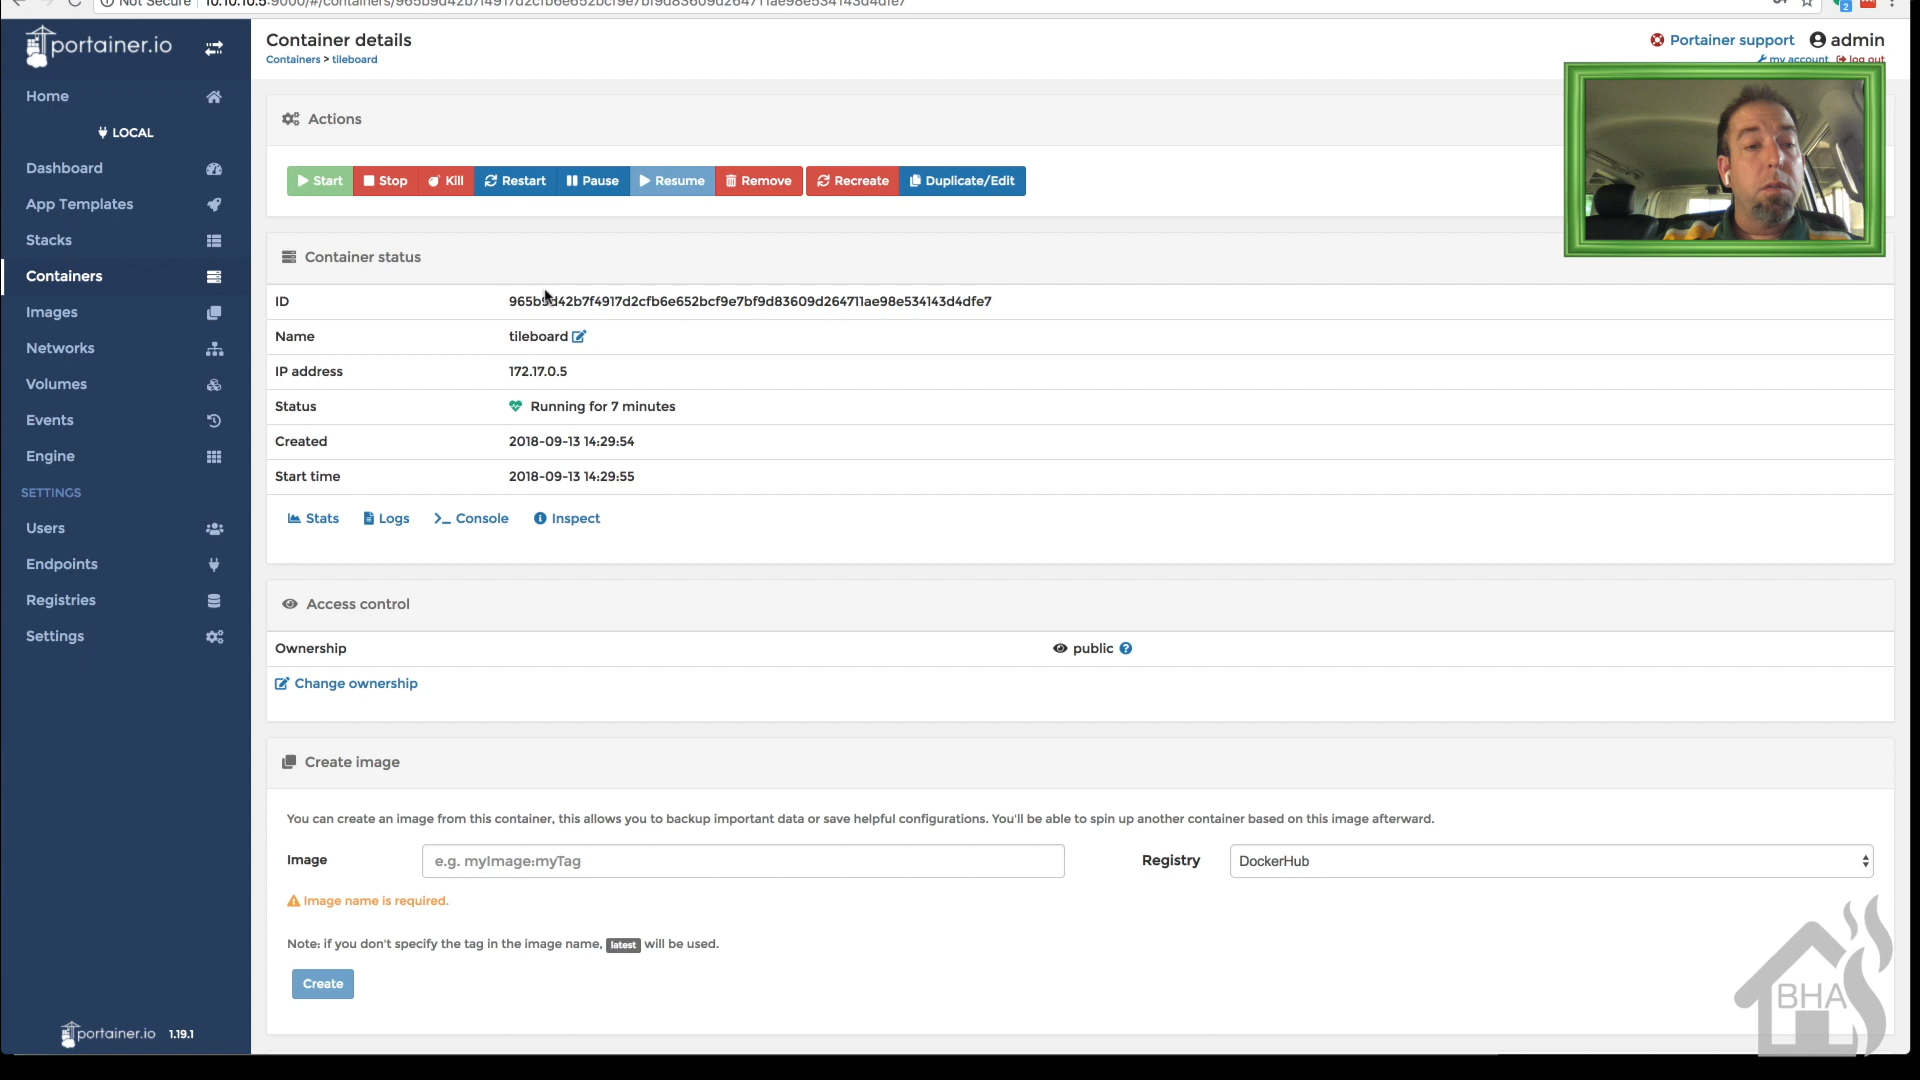 Not Secure 10.10.10.5:9000/#/containers/965b9d42b7f4917d2cfb6e652bcf9e7bf9d83609d264711ae98e534143d4dfe7
2
portainer.io
Container details
Containers > tileboard
Portainer support admin
my account log out
Home
LOCAL
Dashboard
App Templates
Stacks
Containers
Images
Networks
Volumes
Events
Engine
SETTINGS
Users
Endpoints
Registries
Settings
portainer.io 1.19.1
Actions
Start Stop Kill Restart Pause Resume Remove Recreate Duplicate/Edit
Container status
ID 965b9d42b7f4917d2cfb6e652bcf9e7bf9d83609d264711ae98e534143d4dfe7
Name tileboard
IP address 172.17.0.5
Status Running for 7 minutes
Created 2018-09-13 14:29:54
Start time 2018-09-13 14:29:55
Stats Logs Console Inspect
Access control
Ownership public
Change ownership
Create image
You can create an image from this container, this allows you to backup important data or save helpful configurations. You'll be able to spin up another container based on this image afterward.
Image e.g. myImage:myTag Registry DockerHub
Image name is required.
Note: if you don't specify the tag in the image name, latest will be used.
Create
BHA